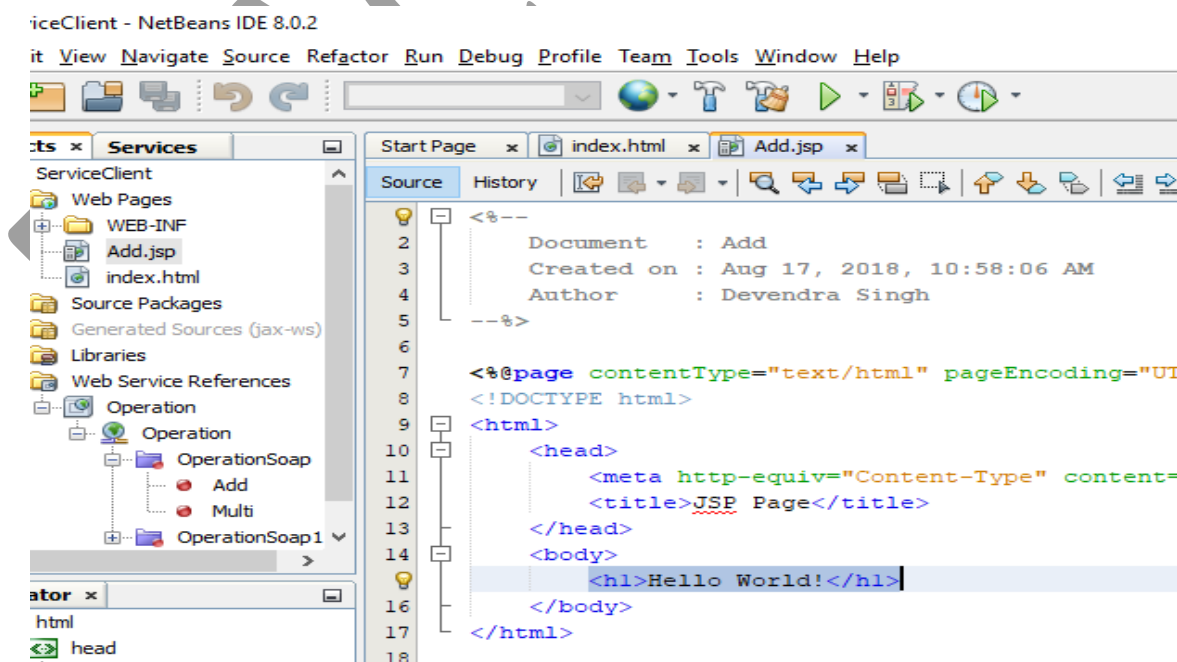 riceClient - NetBeans IDE 8.0.2
it View Navigate Source Refactor Run Debug Profile Team Tools Window Help
cts x Services
Start Page x index.html x Add.jsp x
Source History
ServiceClient
Web Pages
WEB-INF
Add.jsp
index.html
Source Packages
Generated Sources (jax-ws)
Libraries
Web Service References
Operation
Operation
OperationSoap
Add
Multi
OperationSoap1
ator x
html
head
<%--
2 Document : Add
3 Created on : Aug 17, 2018, 10:58:06 AM
4 Author : Devendra Singh
5 --%>
6
7 <%@page contentType="text/html" pageEncoding="UT
8 <!DOCTYPE html>
9 <html>
10 <head>
11 <meta http-equiv="Content-Type" content=
12 <title>JSP Page</title>
13 </head>
14 <body>
<h1>Hello World!</h1>
16 </body>
17 </html>
18